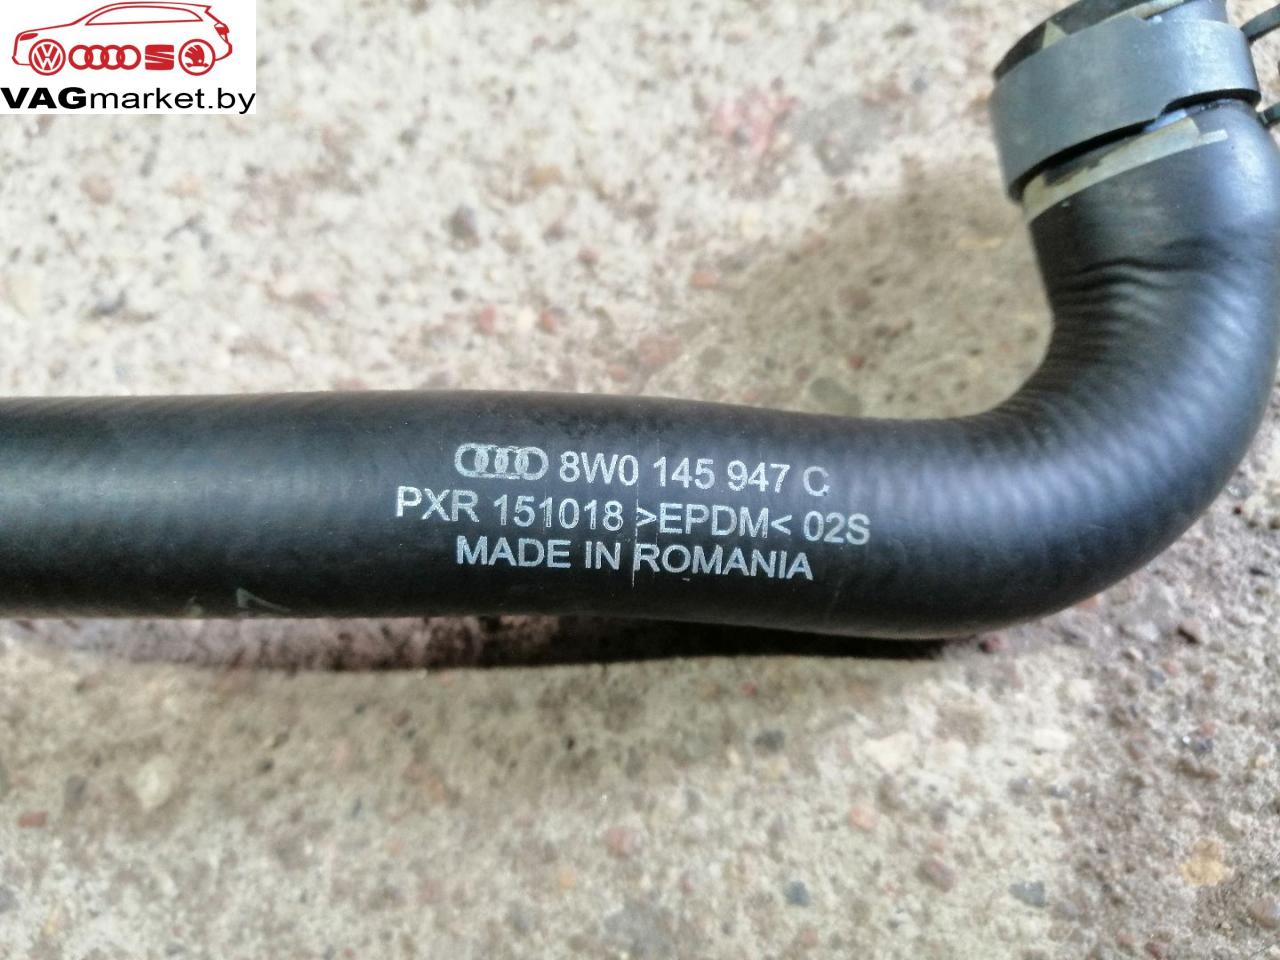 VAGmarket.by
8W0 145 947 C
PXR 151018 >EPDM< 02S
MADE IN ROMANIA